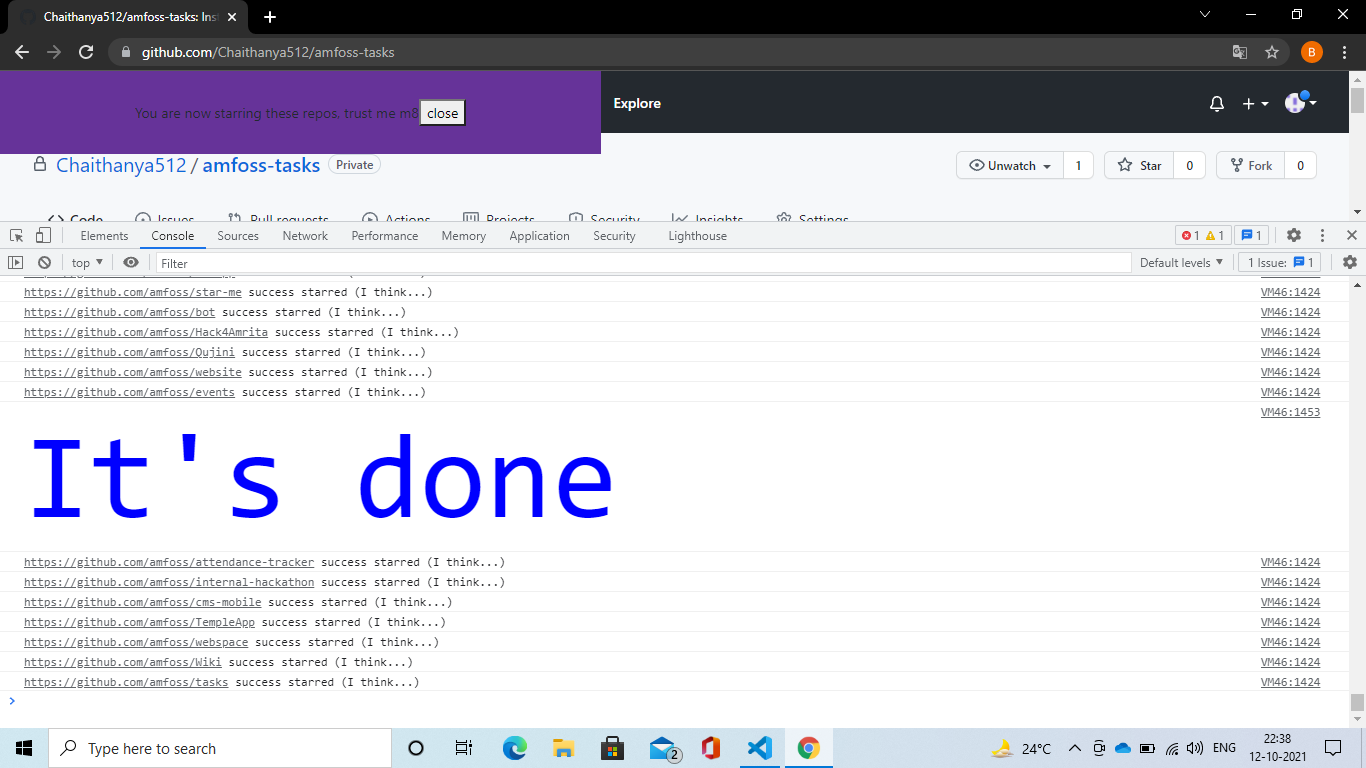 Chaithanya512/amfoss-tasks: Inst
github.com/Chaithanya512/amfoss-tasks
B
You are now starring these repos, trust me m8 close
Explore
Chaithanya512 / amfoss-tasks Private
Unwatch 1 Star 0 Fork 0
Code Issues Pull requests Actions Projects Security Insights Settings
Elements Console Sources Network Performance Memory Application Security Lighthouse 1 1 1
top Filter Default levels 1 Issue: 1
https://github.com/amfoss/star-me success starred (I think...) VM46:1424
https://github.com/amfoss/bot success starred (I think...) VM46:1424
https://github.com/amfoss/Hack4Amrita success starred (I think...) VM46:1424
https://github.com/amfoss/Qujini success starred (I think...) VM46:1424
https://github.com/amfoss/website success starred (I think...) VM46:1424
https://github.com/amfoss/events success starred (I think...) VM46:1424
VM46:1453
It's done
https://github.com/amfoss/attendance-tracker success starred (I think...) VM46:1424
https://github.com/amfoss/internal-hackathon success starred (I think...) VM46:1424
https://github.com/amfoss/cms-mobile success starred (I think...) VM46:1424
https://github.com/amfoss/TempleApp success starred (I think...) VM46:1424
https://github.com/amfoss/webspace success starred (I think...) VM46:1424
https://github.com/amfoss/Wiki success starred (I think...) VM46:1424
https://github.com/amfoss/tasks success starred (I think...) VM46:1424
>
Type here to search
2
24°C
ENG
22:38
12-10-2021